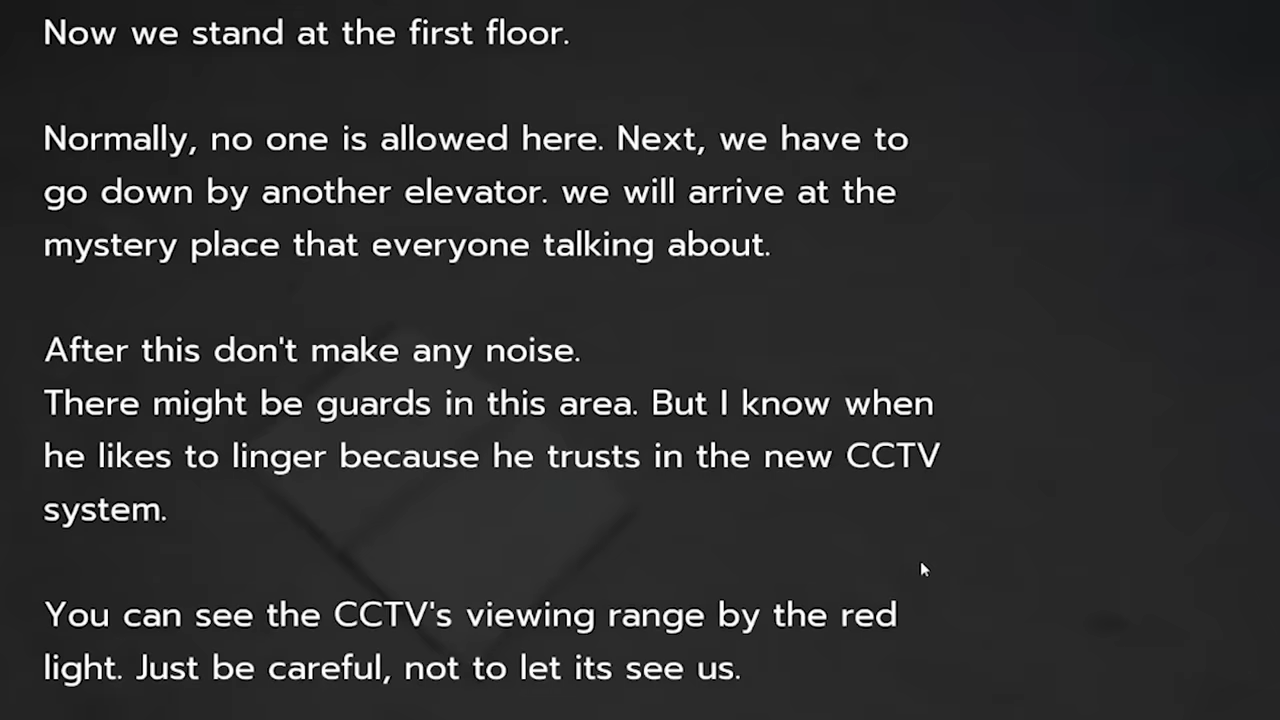 Now we stand at the first floor.
Normally, no one is allowed here. Next, we have to
go down by another elevator. we will arrive at the
mystery place that everyone talking about.
After this don't make any noise.
There might be guards in this area. But I know when
he likes to linger because he trusts in the new CCTV
system.
You can see the CCTV's viewing range by the red
light. Just be careful, not to let its see us.